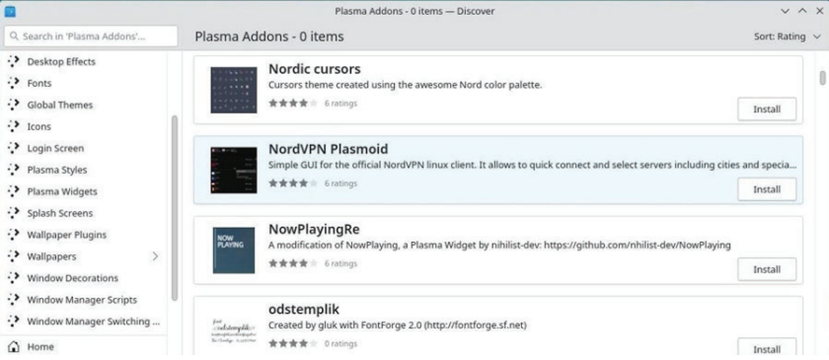 Plasma Addons - 0 items — Discover
Search in 'Plasma Addons'...
Plasma Addons - 0 items
Sort: Rating
Desktop Effects
Fonts
Global Themes
Icons
Login Screen
Plasma Styles
Plasma Widgets
Splash Screens
Wallpaper Plugins
Wallpapers
Window Decorations
Window Manager Scripts
Window Manager Switching ...
Home
Nordic cursors
Cursors theme created using the awesome Nord color palette.
6 ratings
Install
NordVPN Plasmoid
Simple GUI for the official NordVPN linux client. It allows to quick connect and select servers including cities and specia...
6 ratings
Install
NOW
PLAYING
NowPlayingRe
A modification of NowPlaying, a Plasma Widget by nihilist-dev: https://github.com/nhilist-dev/NowPlaying
6 ratings
Install
odstemplik
odstemplik
Created by gluk with FontForge 2.0 (http://fontforge.sf.net)
0 ratings
Install